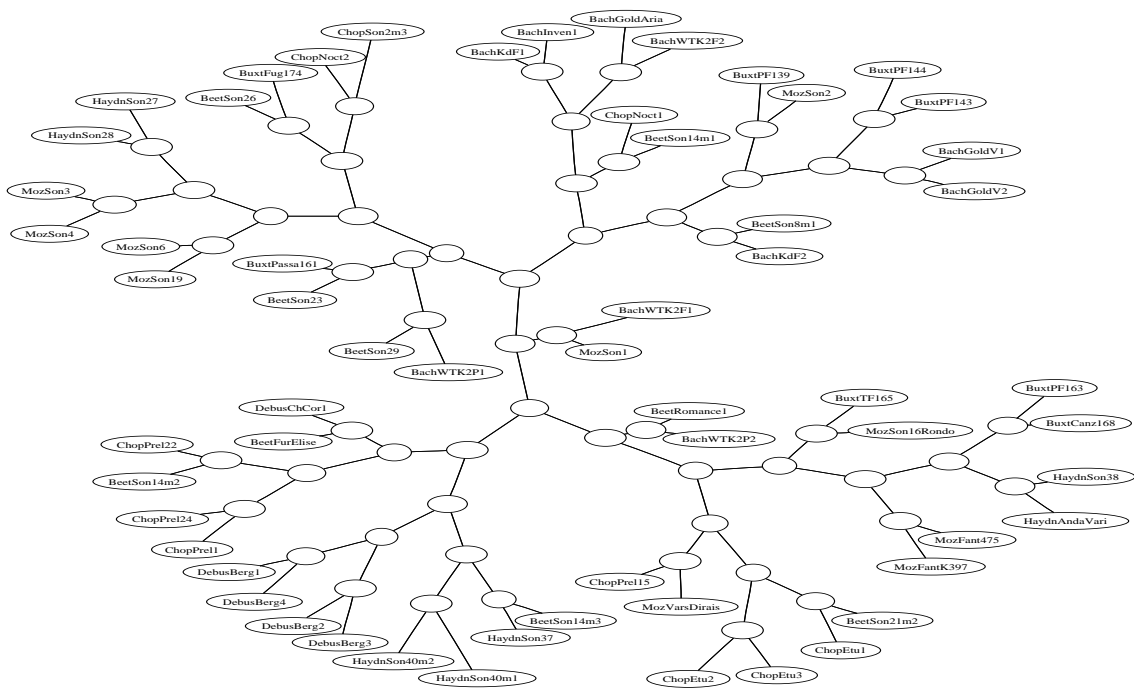 BachGoldAria
ChopSon2m3
BachInven1
BachWTK2F2
BachKdF1
ChopNoct2
BuxtFug174
BuxtPF144
BuxtPF139
MozSon2
BeetSon26
HaydnSon27
BuxtPF143
ChopNoct1
HaydnSon28
BeetSon14m1
BachGoldV1
MozSon3
BachGoldV2
BeetSon8m1
MozSon4
MozSon6
BachKdF2
BuxtPassa161
MozSon19
BeetSon23
BachWTK2F1
BeetSon29
MozSon1
BachWTK2P1
BuxtPF163
BuxtTF165
DebusChCor1
BeetRomance1
BuxtCanz168
MozSon16Rondo
BachWTK2P2
BeetFurElise
ChopPrel22
HaydnSon38
BeetSon14m2
ChopPrel24
HaydnAndaVari
MozFant475
ChopPrel1
MozFantK397
DebusBerg1
ChopPrel15
DebusBerg4
MozVarsDirais
BeetSon14m3
BeetSon21m2
DebusBerg2
HaydnSon37
DebusBerg3
ChopEtu1
HaydnSon40m2
ChopEtu3
HaydnSon40m1
ChopEtu2